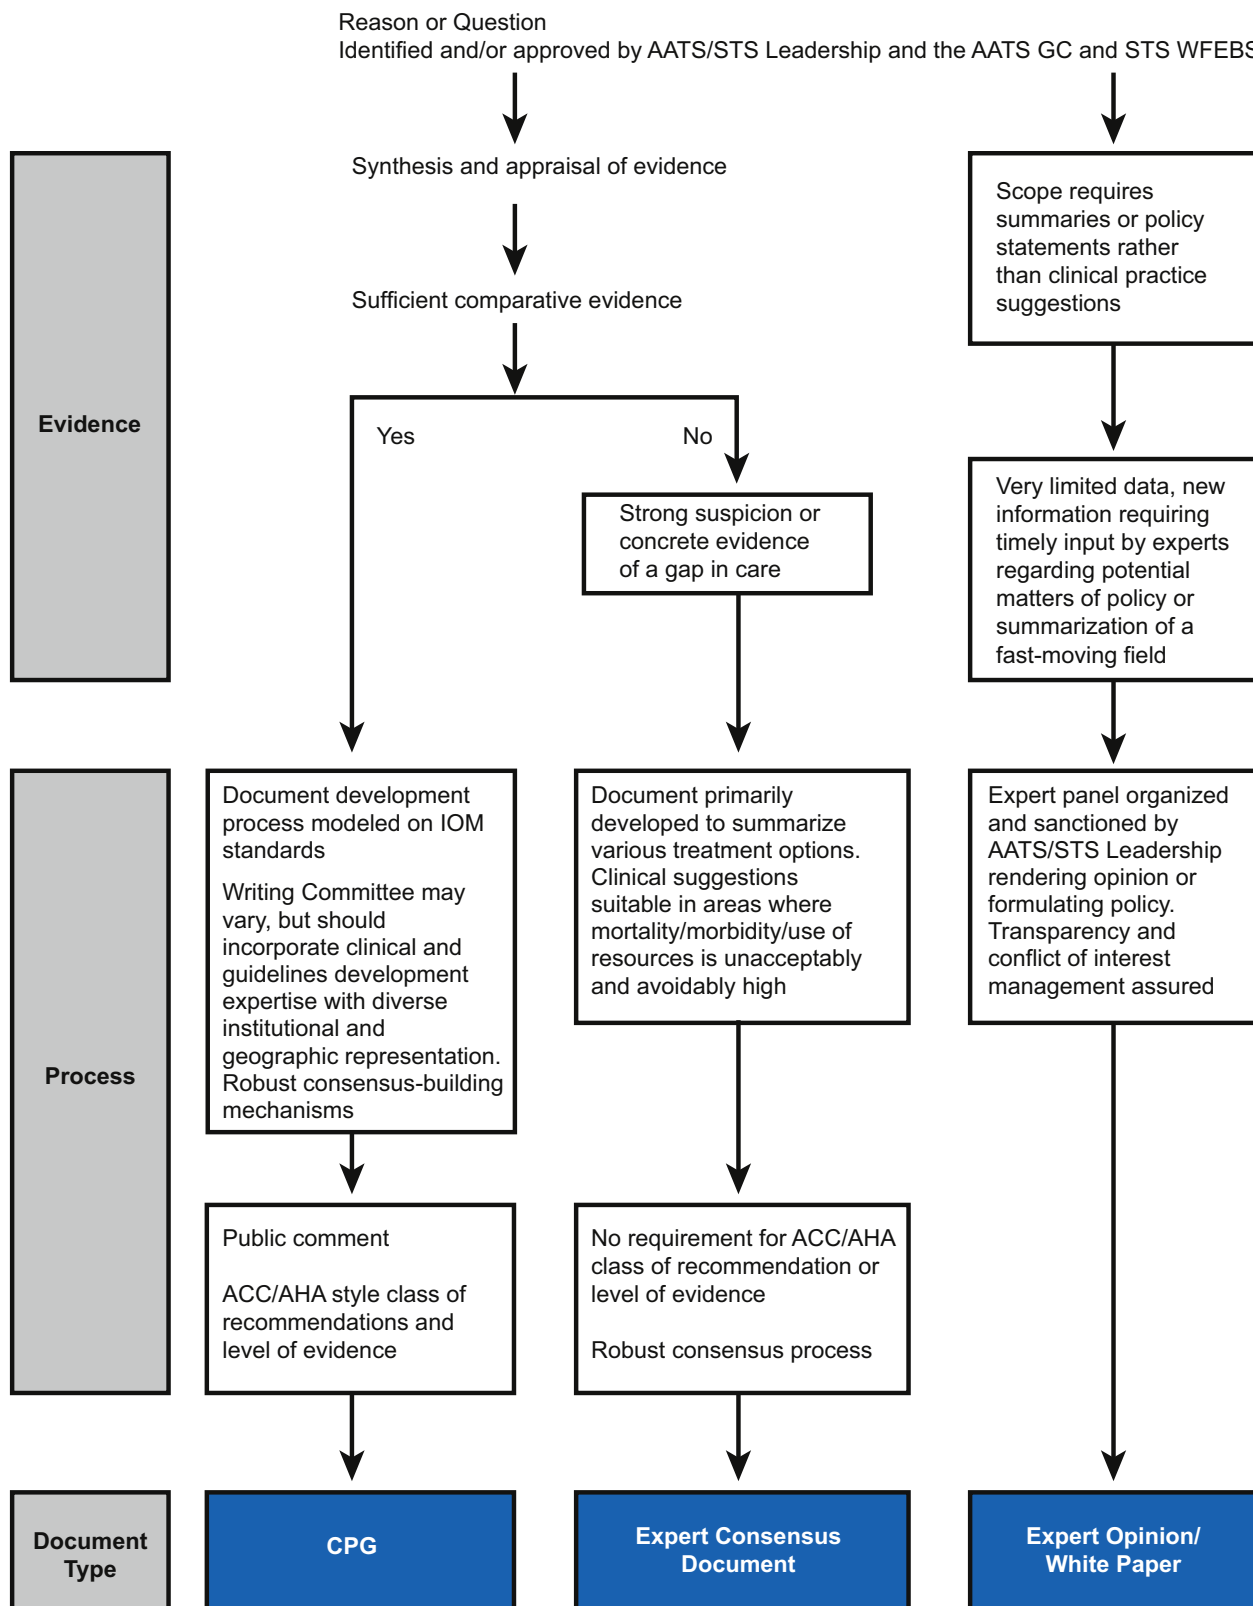 Reason or Question
Identified and/or approved by AATS/STS Leadership and the AATS GC and STS WFEBS
Synthesis and appraisal of evidence
Sufficient comparative evidence
Yes
No
Strong suspicion or
concrete evidence
of a gap in care
Scope requires
summaries or policy
statements rather
than clinical practice
suggestions
Very limited data, new
information requiring
timely input by experts
regarding potential
matters of policy or
summarization of a
fast-moving field
Evidence
Process
Document development
process modeled on IOM
standards
Writing Committee may
vary, but should
incorporate clinical and
guidelines development
expertise with diverse
institutional and
geographic representation.
Robust consensus-building
mechanisms
Document primarily
developed to summarize
various treatment options.
Clinical suggestions
suitable in areas where
mortality/morbidity/use of
resources is unacceptably
and avoidably high
Expert panel organized
and sanctioned by
AATS/STS Leadership
rendering opinion or
formulating policy.
Transparency and
conflict of interest
management assured
Public comment
ACC/AHA style class of
recommendations and
level of evidence
No requirement for ACC/AHA
class of recommendation or
level of evidence
Robust consensus process
Document
Type
CPG
Expert Consensus
Document
Expert Opinion/
White Paper